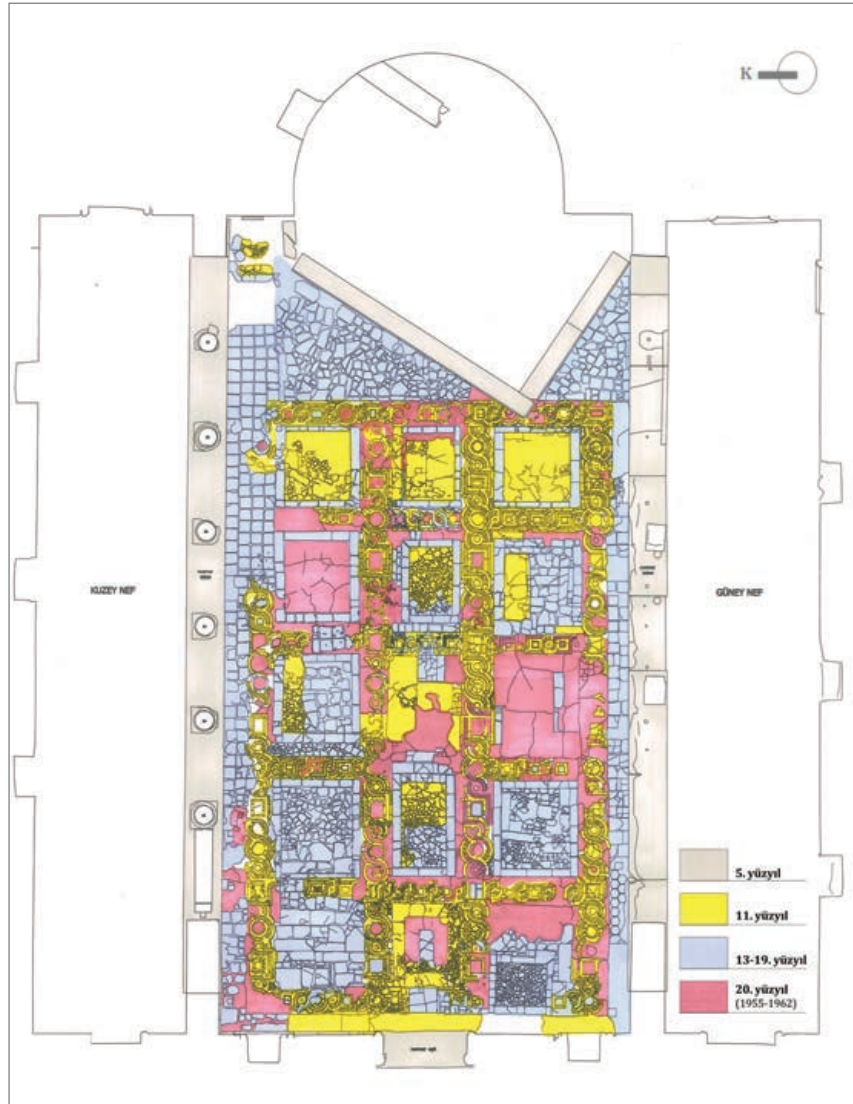 K
KUZEY NEF
GÜNEY NEF
5. yüzyıl
11. yüzyıl
13-19. yüzyıl
20. yüzyıl
(1955-1962)